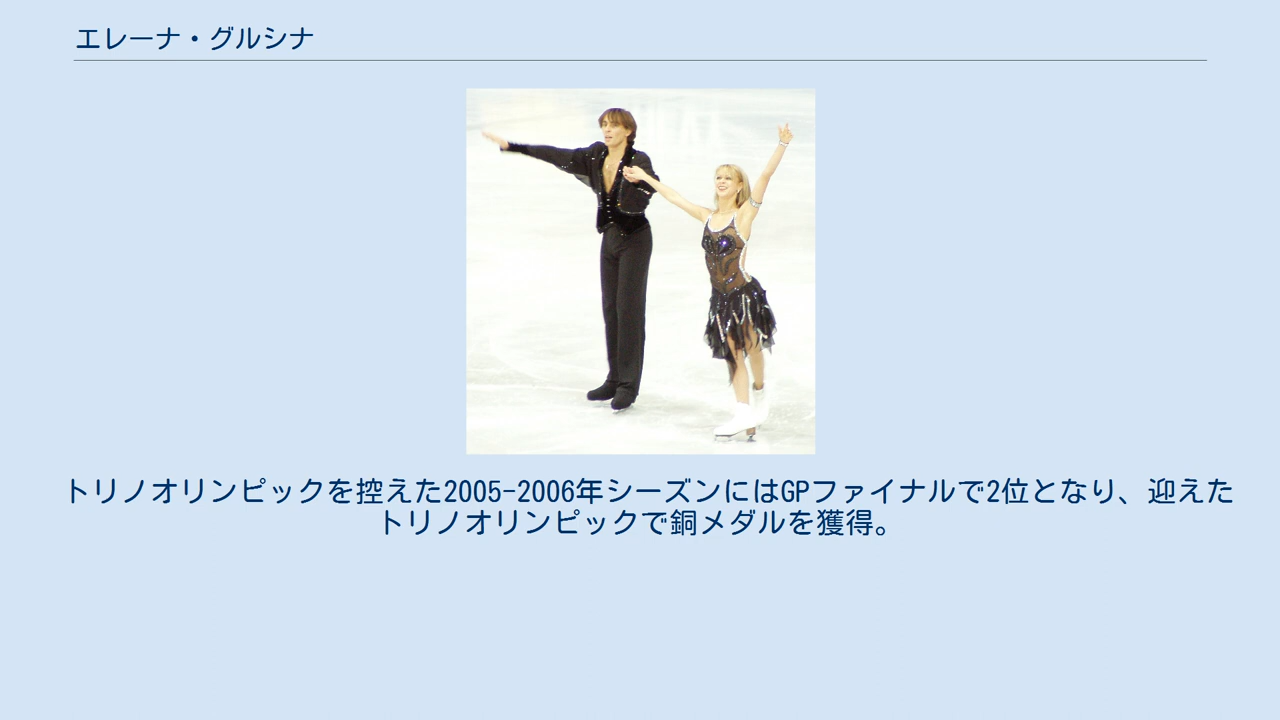 エレーナ・グルシナ
トリノオリンピックを控えた2005-2006年シーズンにはGPファイナルで2位となり、迎えた
トリノオリンピックで銅メダルを獲得。